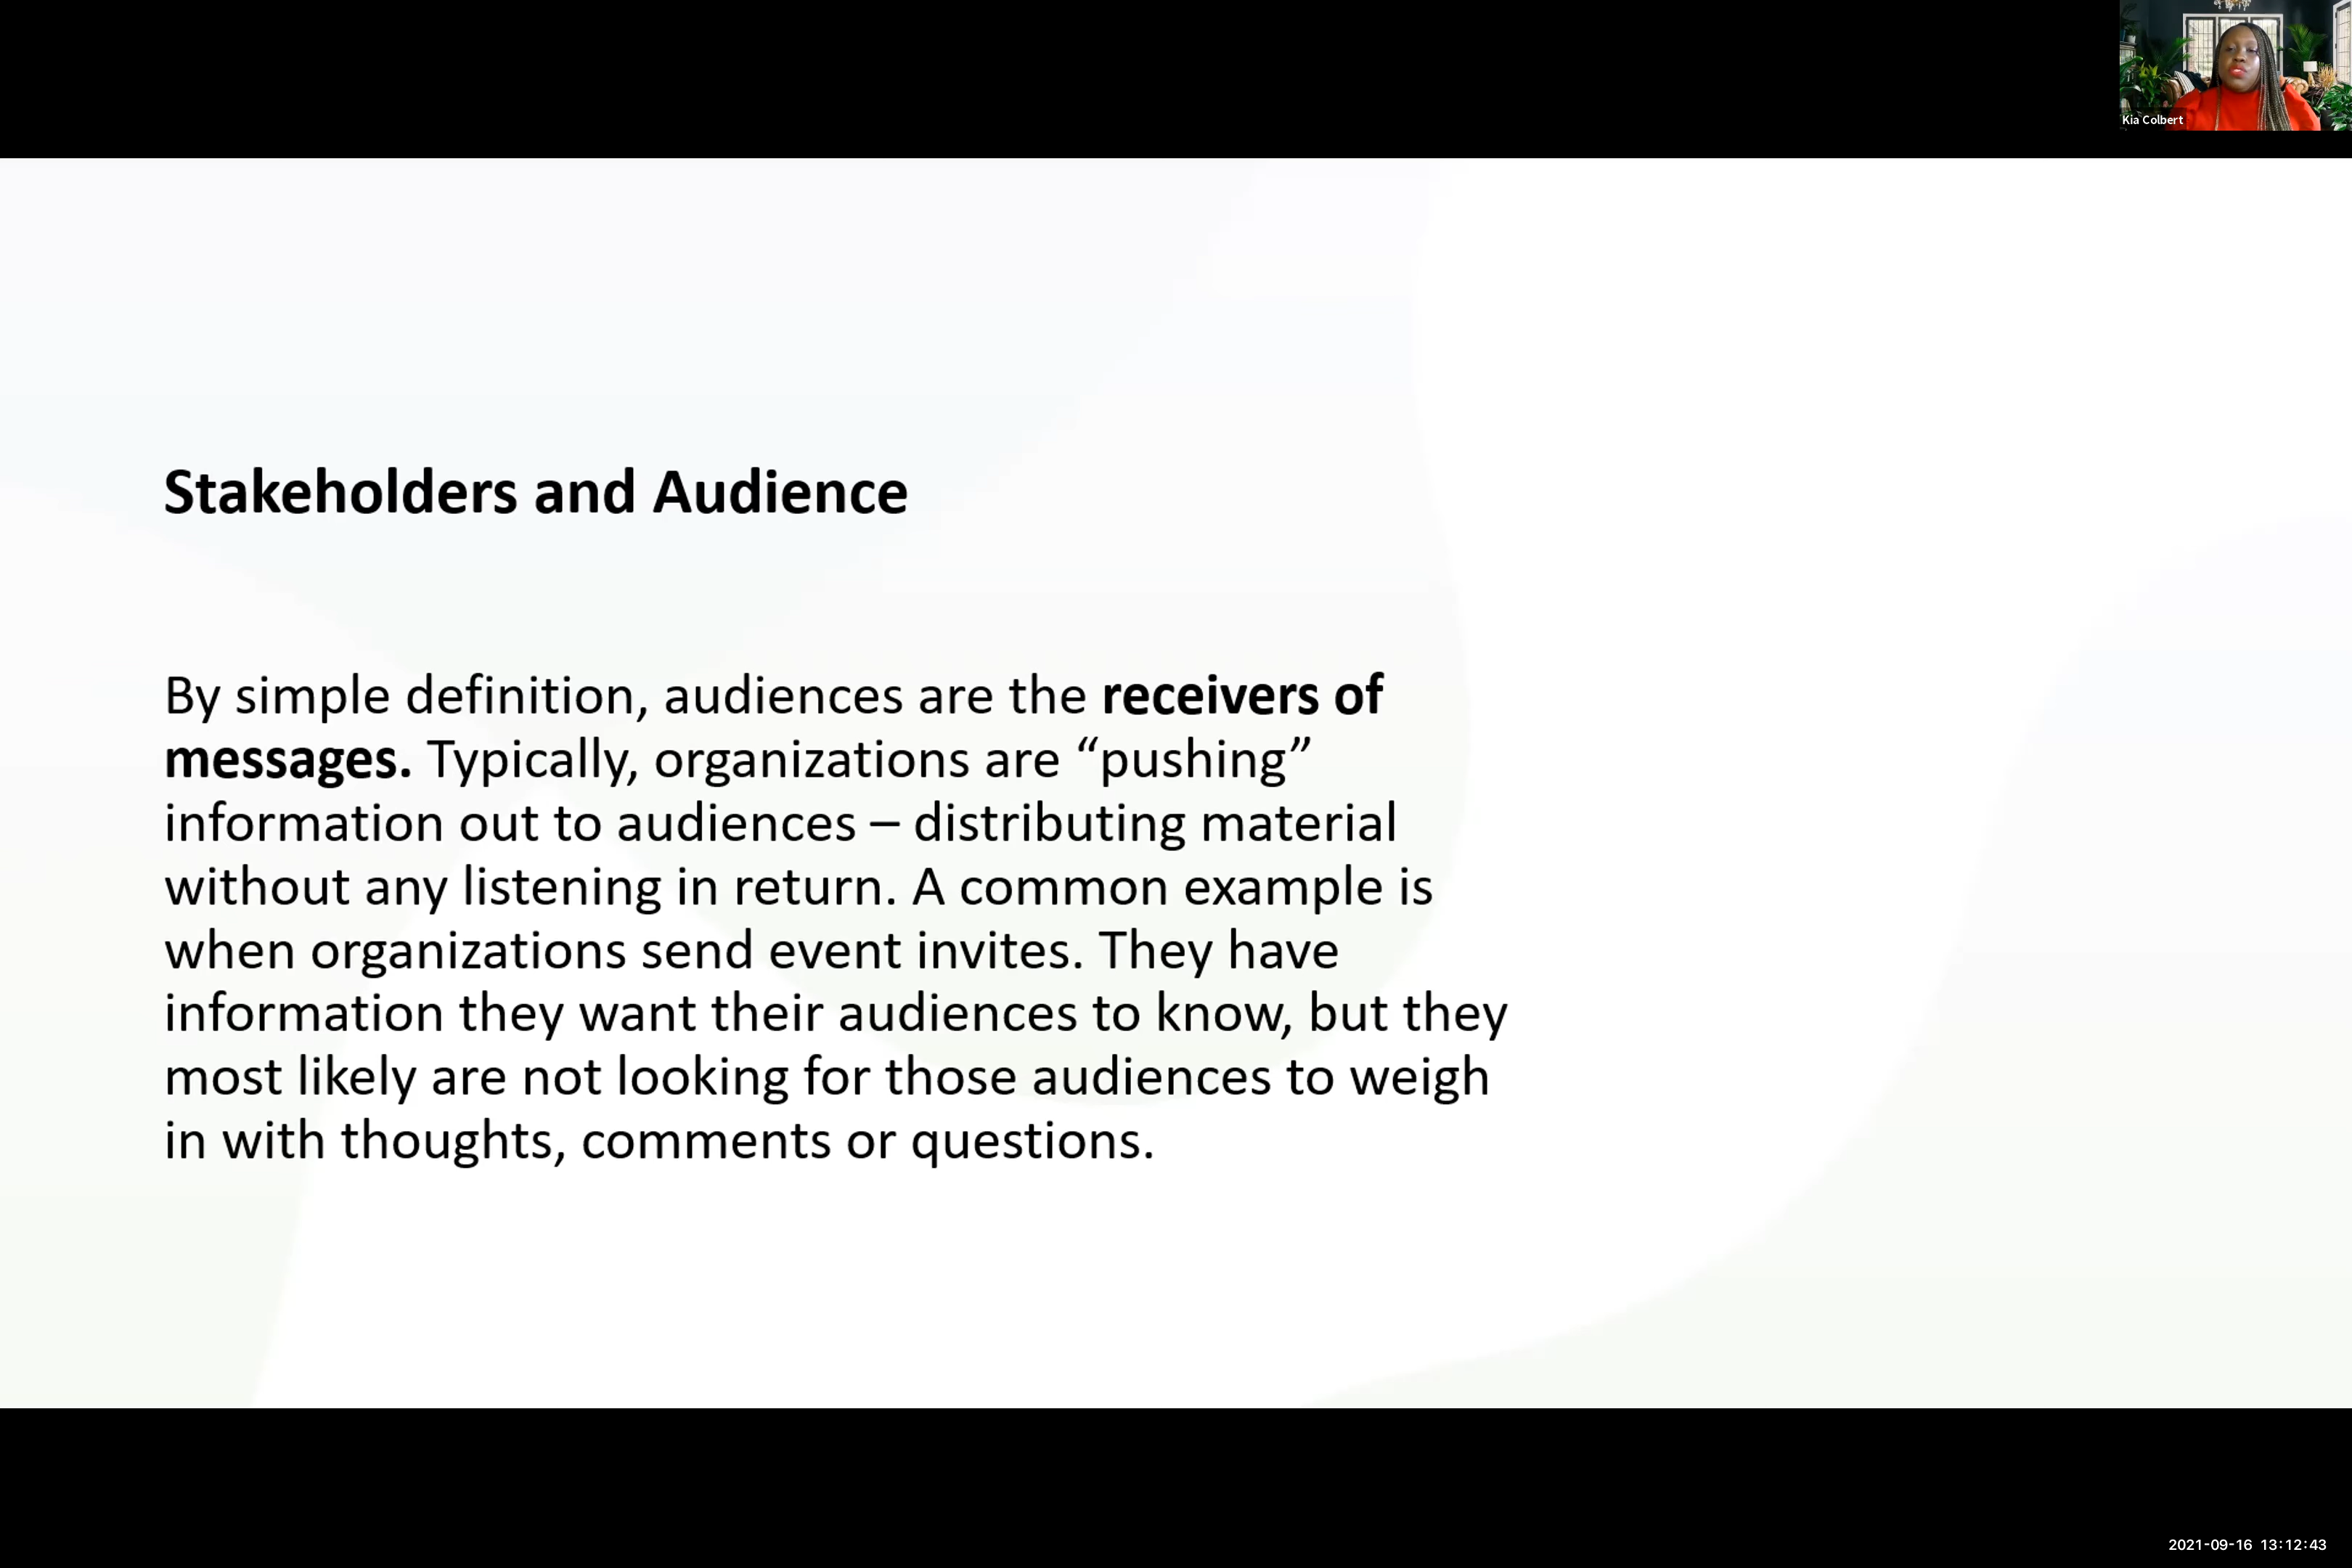 Kia Colbert
Stakeholders and Audience
By simple definition, audiences are the receivers of
messages. Typically, organizations are “pushing”
information out to audiences – distributing material
without any listening in return. A common example is
when organizations send event invites. They have
information they want their audiences to know, but they
most likely are not looking for those audiences to weigh
in with thoughts, comments or questions.
2021-09-16 13:12:43